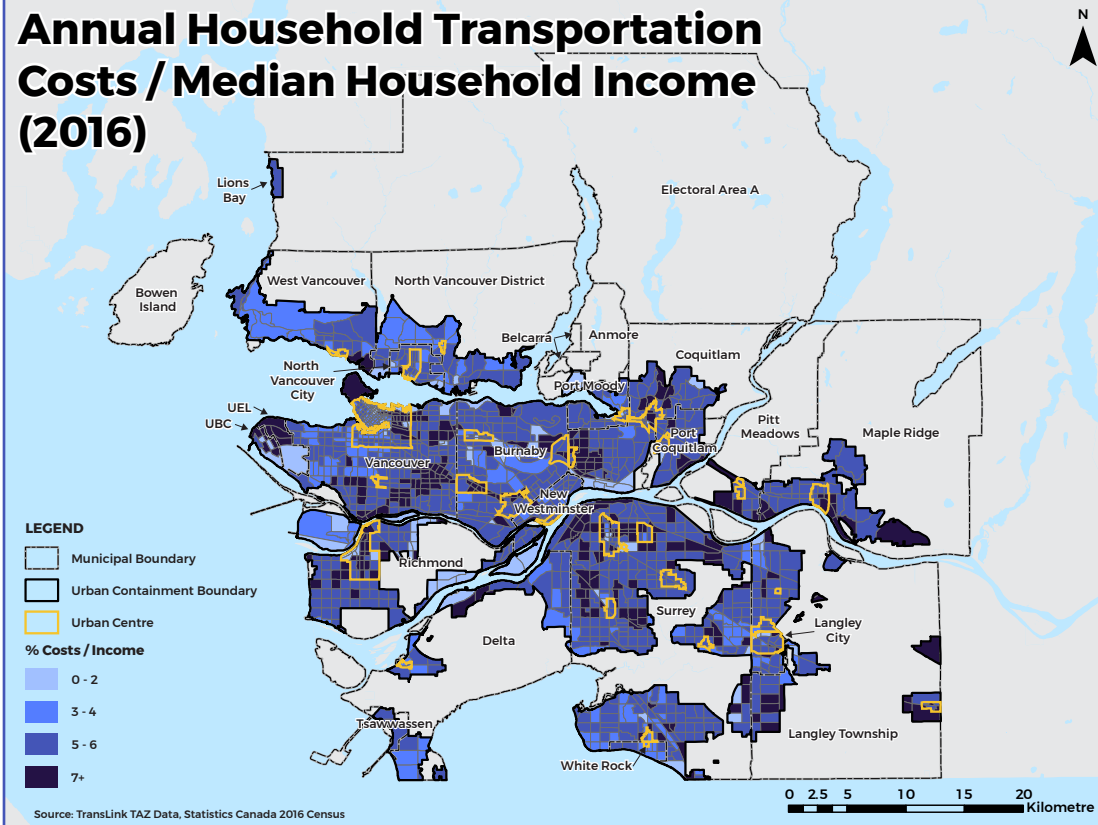 Annual Household Transportation
Costs / Median Household Income
(2016)
N
Lions
Bay
Electoral Area A
Bowen
Island
West Vancouver
North Vancouver District
Belcarra
Anmore
Coquitlam
North
Vancouver
City
Port Moody
UEL
UBC
Pitt
Meadows
Maple Ridge
Port
Coquitlam
Vancouver
Burnaby
New
Westminster
Richmond
Surrey
Langley
City
Delta
Tsawwassen
White Rock
Langley Township
LEGEND
Municipal Boundary
Urban Containment Boundary
Urban Centre
% Costs / Income
0 - 2
3 - 4
5 - 6
7+
0 2.5 5 10 15 20
Kilometre
Source: TransLink TAZ Data, Statistics Canada 2016 Census